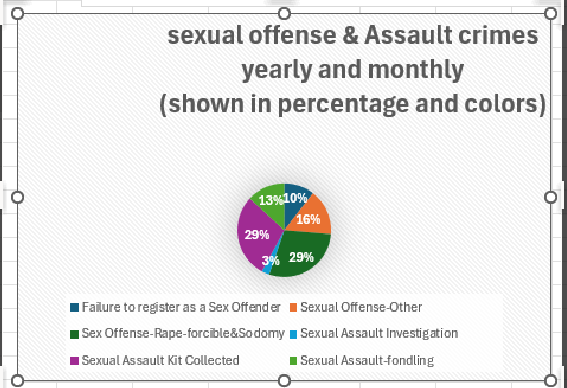 sexual offense & Assault crimes
yearly and monthly
(shown in percentage and colors)
13% 10%
16%
29%
3% 29%
Failure to register as a Sex Offender Sexual Offense-Other
Sex Offense-Rape-forcible&Sodomy Sexual Assault Investigation
Sexual Assault Kit Collected Sexual Assault-fondling